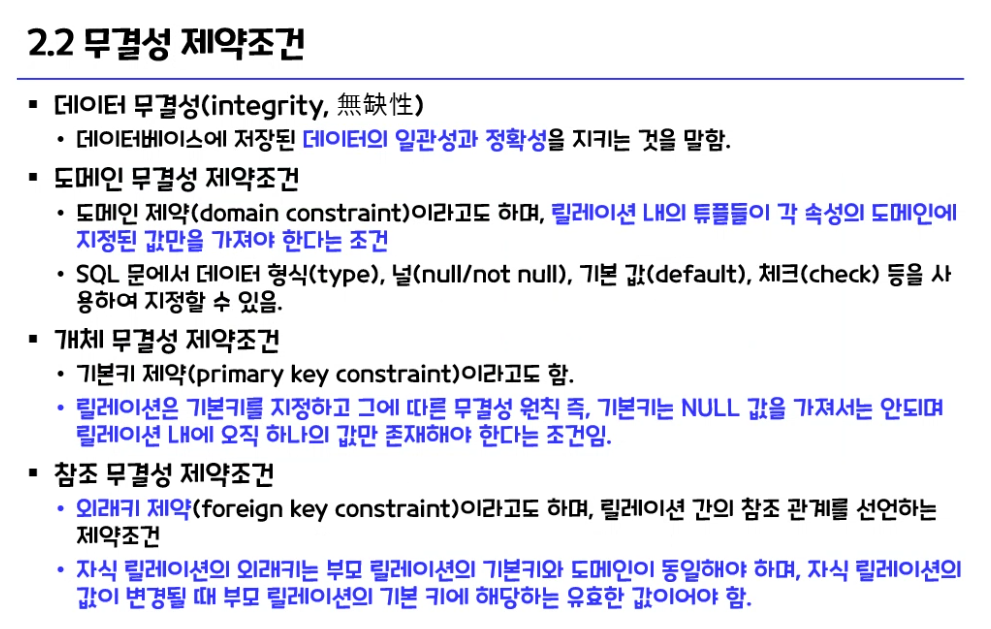 2.2 무결성 제약조건
▪ 데이터 무결성(integrity, 無缺性)
• 데이터베이스에 저장된 데이터의 일관성과 정확성을 지키는 것을 말함.
▪ 도메인 무결성 제약조건
• 도메인 제약(domain constraint)이라고도 하며, 릴레이션 내의 튜플들이 각 속성의 도메인에
지정된 값만을 가져야 한다는 조건
• SQL 문에서 데이터 형식(type), 널(null/not null), 기본 값(default), 체크(check) 등을 사
용하여 지정할 수 있음.
▪ 개체 무결성 제약조건
• 기본키 제약(primary key constraint)이라고도 함.
• 릴레이션은 기본키를 지정하고 그에 따른 무결성 원칙 즉, 기본키는 NULL 값을 가져서는 안되며
릴레이션 내에 오직 하나의 값만 존재해야 한다는 조건임.
▪ 참조 무결성 제약조건
• 외래키 제약(foreign key constraint)이라고도 하며, 릴레이션 간의 참조 관계를 선언하는
제약조건
• 자식 릴레이션의 외래키는 부모 릴레이션의 기본키와 도메인이 동일해야 하며, 자식 릴레이션의
값이 변경될 때 부모 릴레이션의 기본 키에 해당하는 유효한 값이어야 함.